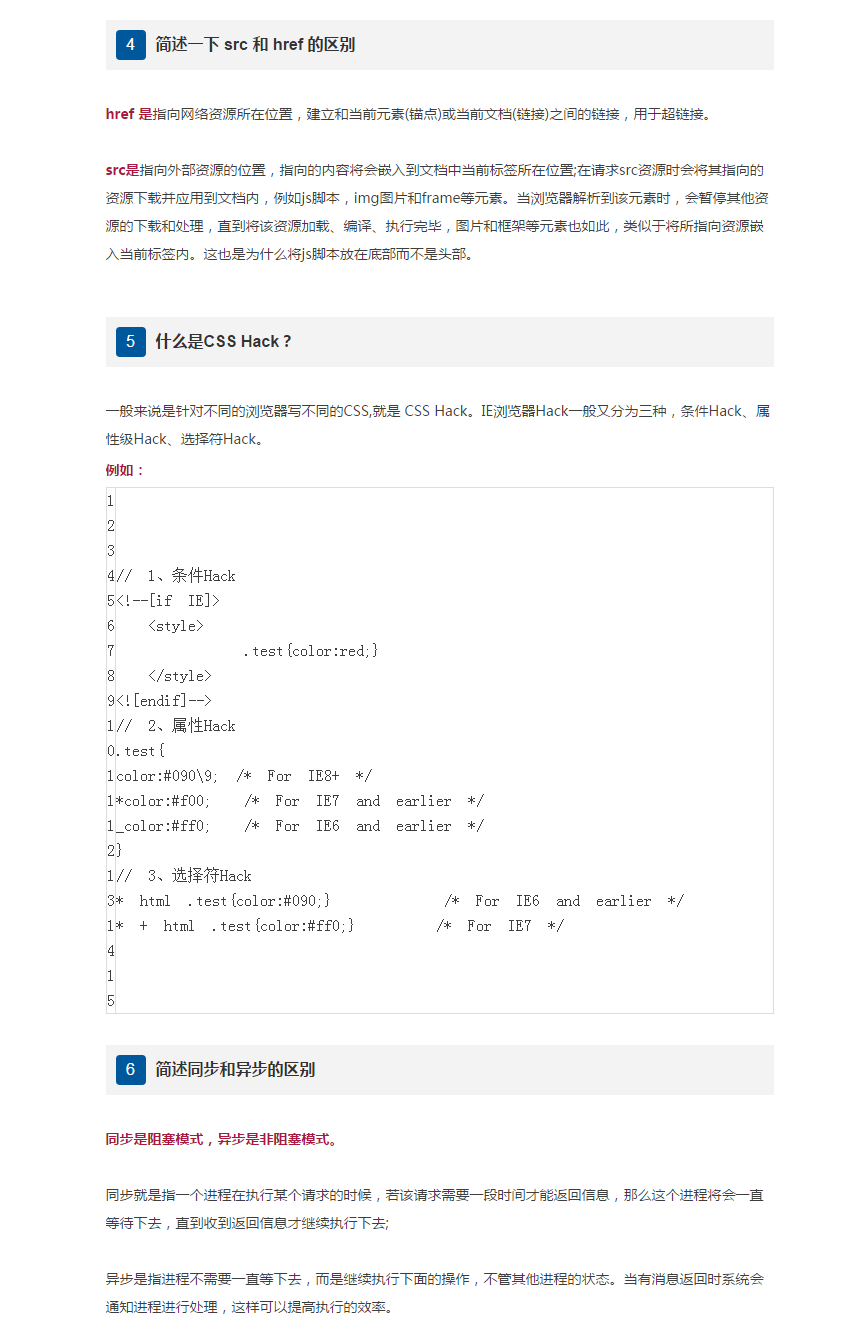 4 简述一下 src 和 href 的区别
href 是指向网络资源所在位置，建立和当前元素(锚点)或当前文档(链接)之间的链接，用于超链接。
src是指向外部资源的位置，指向的内容将会嵌入到文档中当前标签所在位置;在请求src资源时会将其指向的
资源下载并应用到文档内，例如js脚本，img图片和frame等元素。当浏览器解析到该元素时，会暂停其他资
源的下载和处理，直到将该资源加载、编译、执行完毕，图片和框架等元素也如此，类似于将所指向资源嵌
入当前标签内。这也是为什么将js脚本放在底部而不是头部。
5 什么是CSS Hack？
一般来说是针对不同的浏览器写不同的CSS,就是 CSS Hack。IE浏览器Hack一般又分为三种，条件Hack、属
性级Hack、选择符Hack。
例如：
1
2
3
4// 1、条件Hack
5<!--[if IE]>
6 <style>
7 .test{color:red;}
8 </style>
9<![endif]-->
1// 2、属性Hack
0.test{
1color:#090\9; /* For IE8+ */
1*color:#f00; /* For IE7 and earlier */
1_color:#ff0; /* For IE6 and earlier */
2}
1// 3、选择符Hack
3* html .test{color:#090;} /* For IE6 and earlier */
1* + html .test{color:#ff0;} /* For IE7 */
4
1
5
6 简述同步和异步的区别
同步是阻塞模式，异步是非阻塞模式。
同步就是指一个进程在执行某个请求的时候，若该请求需要一段时间才能返回信息，那么这个进程将会一直
等待下去，直到收到返回信息才继续执行下去;
异步是指进程不需要一直等下去，而是继续执行下面的操作，不管其他进程的状态。当有消息返回时系统会
通知进程进行处理，这样可以提高执行的效率。